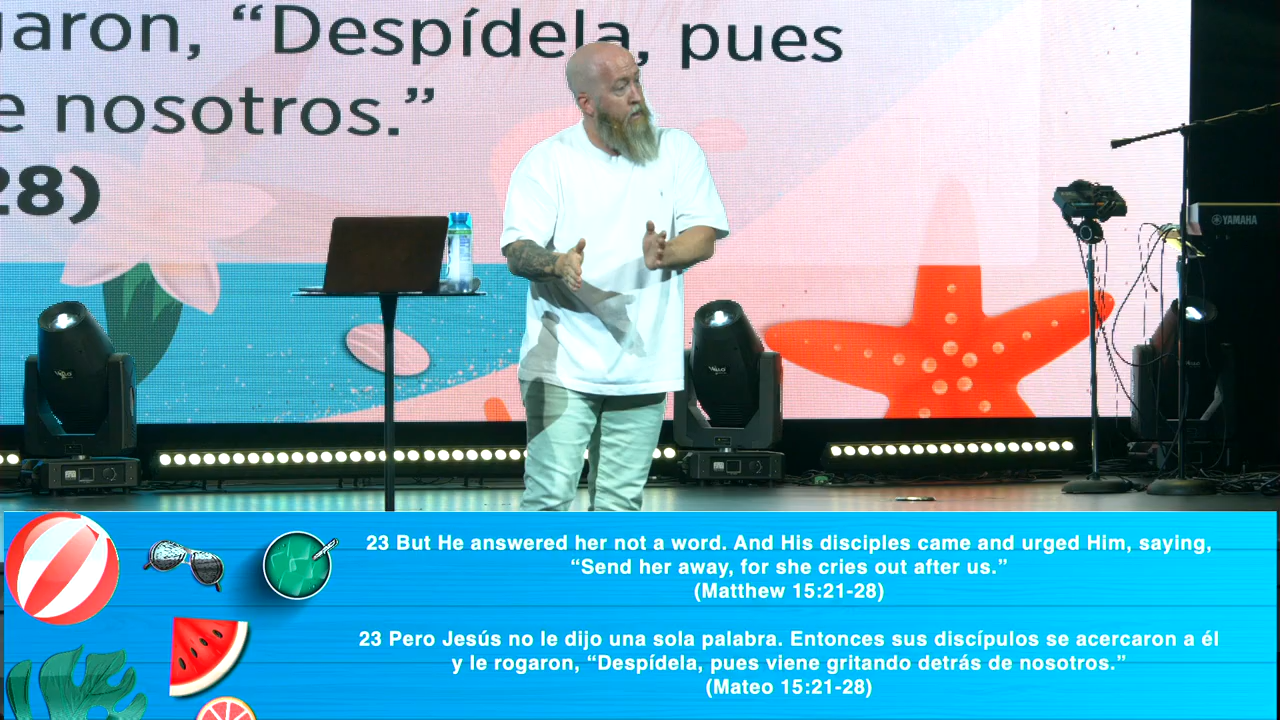 garon, “Despídela, pues
e nosotros.”
28)
YAMAHA
23 But He answered her not a word. And His disciples came and urged Him, saying,
“Send her away, for she cries out after us.”
(Matthew 15:21-28)
23 Pero Jesús no le dijo una sola palabra. Entonces sus discípulos se acercaron a él
y le rogaron, “Despídela, pues viene gritando detrás de nosotros.”
(Mateo 15:21-28)